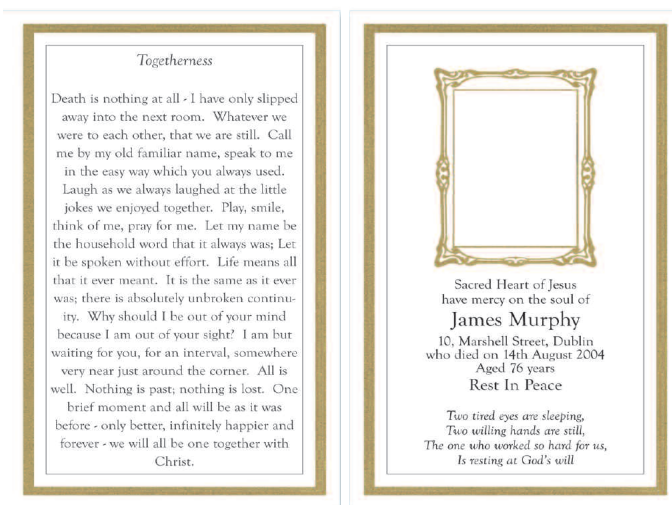 Togetherness
Death is nothing at all - I have only slipped
away into the next room. Whatever we
were to each other, that we are still. Call
me by my old familiar name, speak to me
in the easy way which you always used.
Laugh as we always laughed at the little
jokes we enjoyed together. Play, smile,
think of me, pray for me. Let my name be
the household word that it always was; Let
it be spoken without effort. Life means all
that it ever meant. It is the same as it ever
was; there is absolutely unbroken continu-
ity. Why should I be out of your mind
because I am out of your sight? I am but
waiting for you, for an interval, somewhere
very near just around the corner. All is
well. Nothing is past; nothing is lost. One
brief moment and all will be as it was
before - only better, infinitely happier and
forever - we will all be one together with
Christ.
Sacred Heart of Jesus
have mercy on the soul of
James Murphy
10, Marshell Street, Dublin
who died on 14th August 2004
Aged 76 years
Rest In Peace
Two tired eyes are sleeping,
Two willing hands are still,
The one who worked so hard for us,
Is resting at God's will